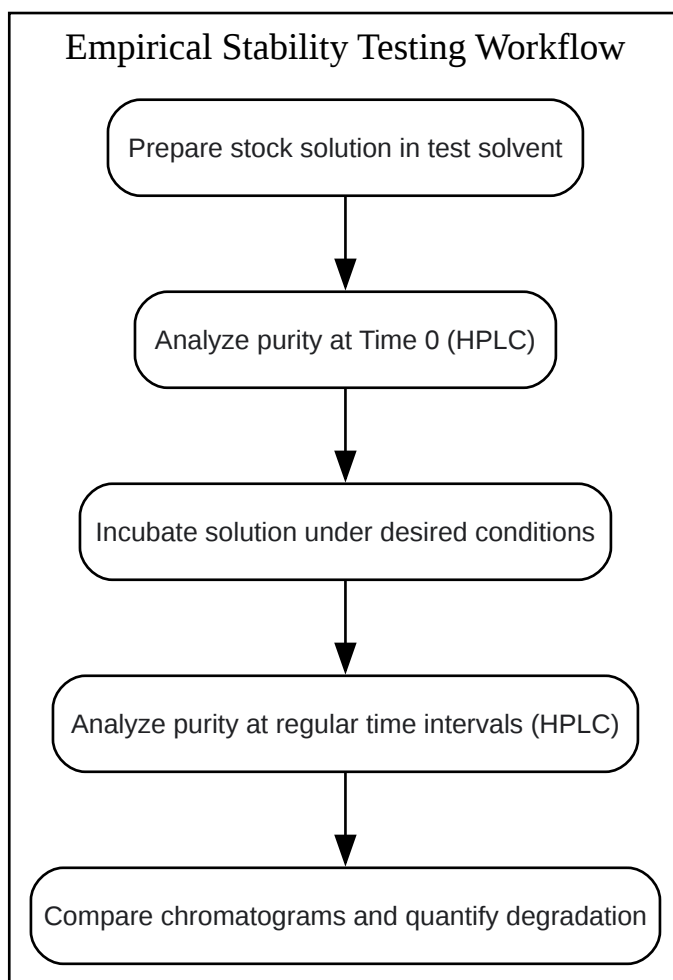 Empirical Stability Testing Workflow
Prepare stock solution in test solvent
Analyze purity at Time 0 (HPLC)
Incubate solution under desired conditions
Analyze purity at regular time intervals (HPLC)
Compare chromatograms and quantify degradation